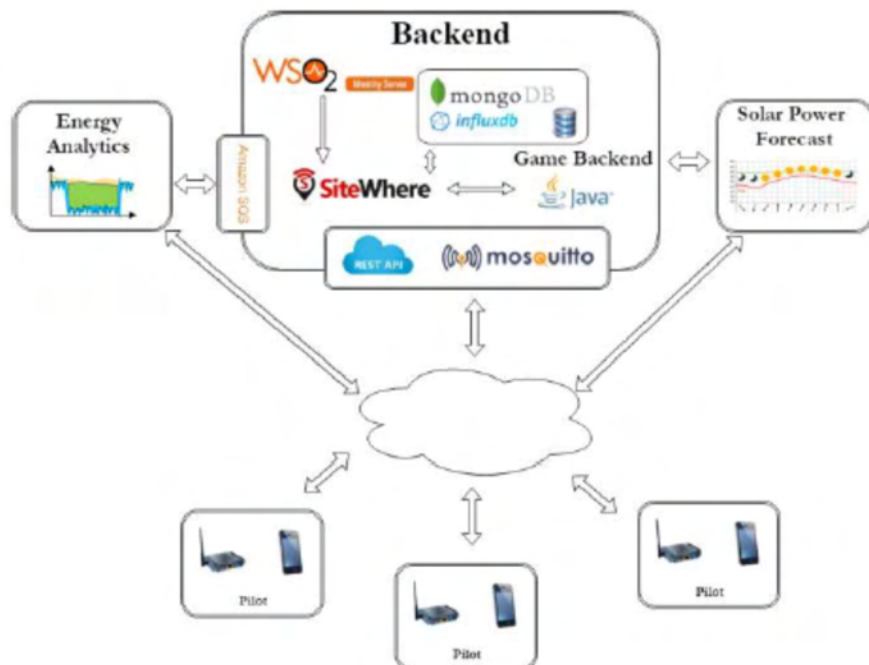 Backend
WSO2 Identity Server
mongoDB
influxdb
Energy
Analytics
Amazon SQS
Solar Power
Forecast
Game Backend
S SiteWhere
Java™
REST API
mosquitto
Pilot
Pilot
Pilot